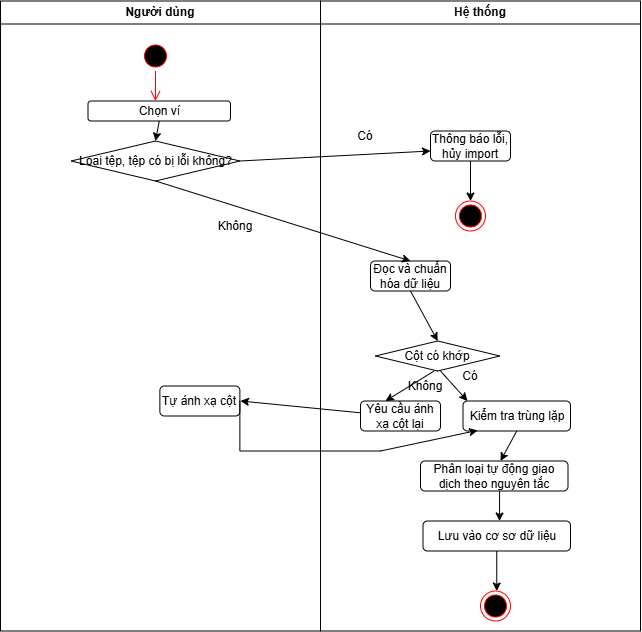 Người dùng
Hệ thống
Chọn ví
Loại tệp, tệp có bị lỗi không?
Có
Thông báo lỗi,
hủy import
Không
Đọc và chuẩn
hóa dữ liệu
Cột có khớp
Không
Có
Tự ánh xạ cột
Yêu cầu ánh
xạ cột lại
Kiểm tra trùng lặp
Phân loại tự động giao
dịch theo nguyên tắc
Lưu vào cơ sơ dữ liệu